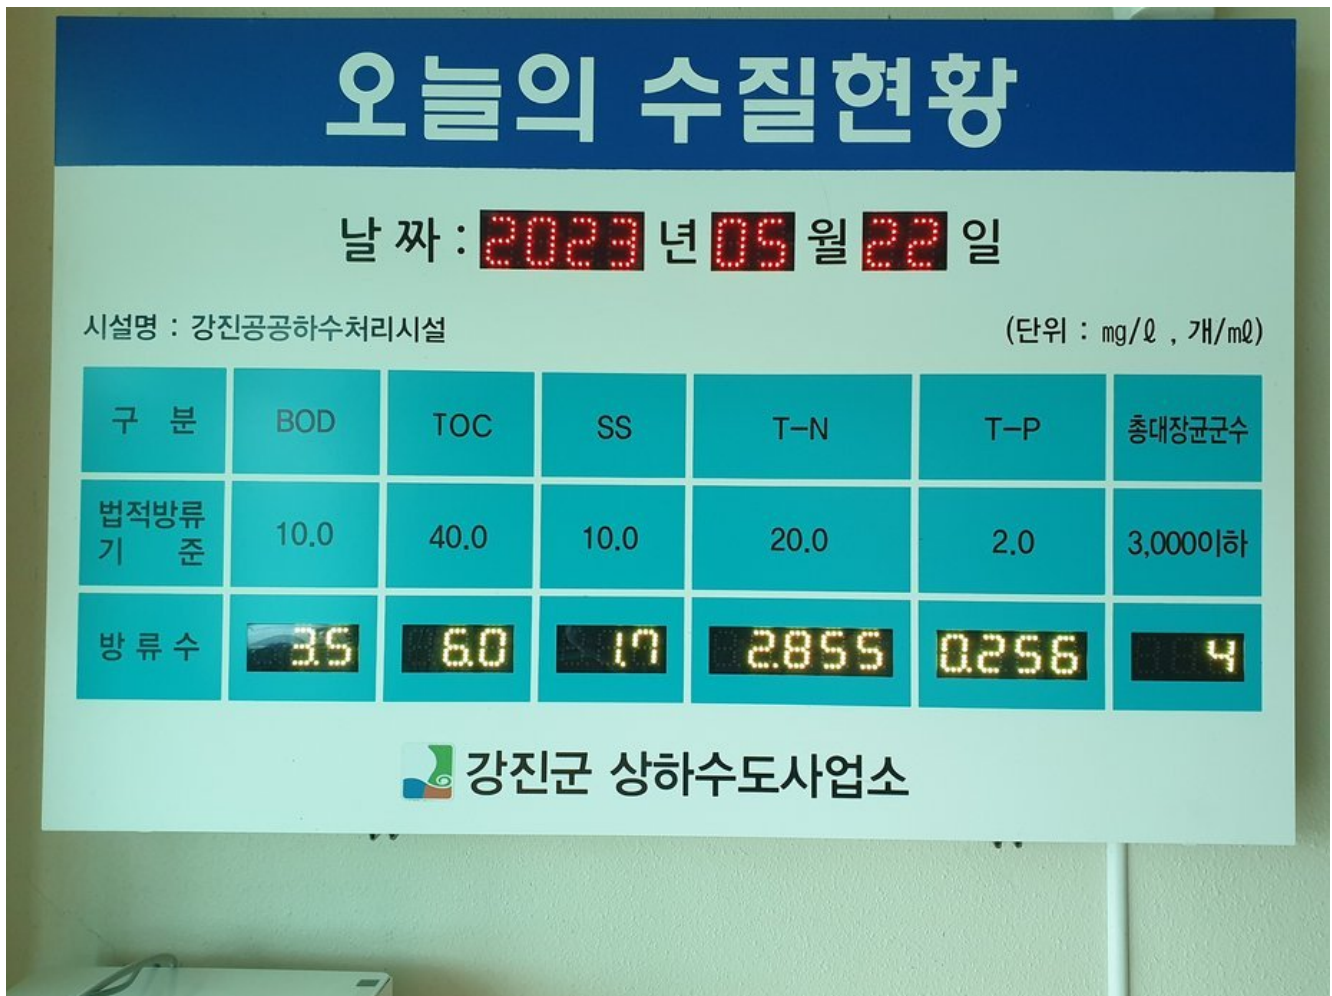 오늘의 수질현황
날짜 : 2023 년 05 월 22 일
시설명 : 강진공공하수처리시설 (단위 : ㎎/ℓ , 개/㎖)
구 분 BOD TOC SS T-N T-P 총대장균군수
법적방류
기 준 10.0 40.0 10.0 20.0 2.0 3,000이하
방류수 3.5 6.0 17 2.855 0.256 4
강진군 상하수도사업소